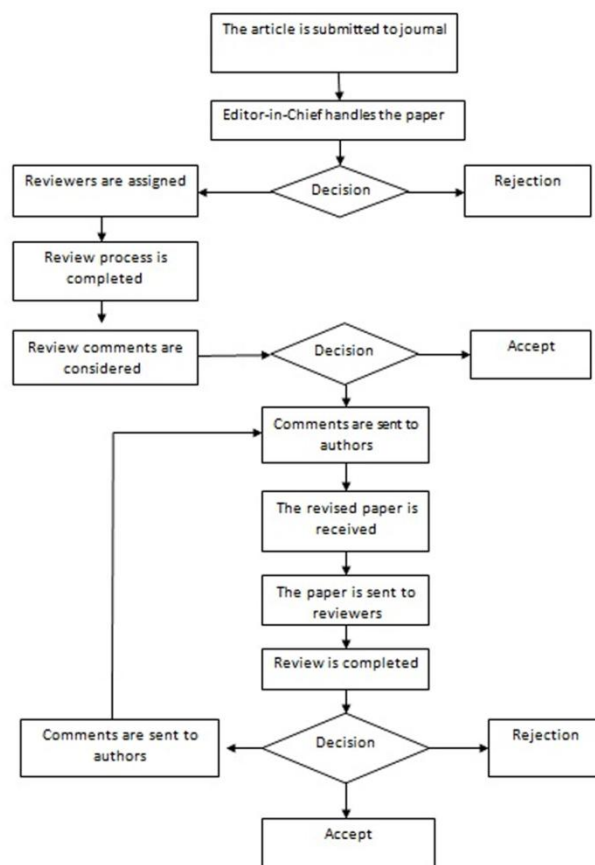 The article is submitted to journal
Editor-in-Chief handles the paper
Reviewers are assigned
Decision
Rejection
Review process is
completed
Review comments are
considered
Decision
Accept
Comments are sent to
authors
The revised paper is
received
The paper is sent to
reviewers
Review is completed
Comments are sent to
authors
Decision
Rejection
Accept